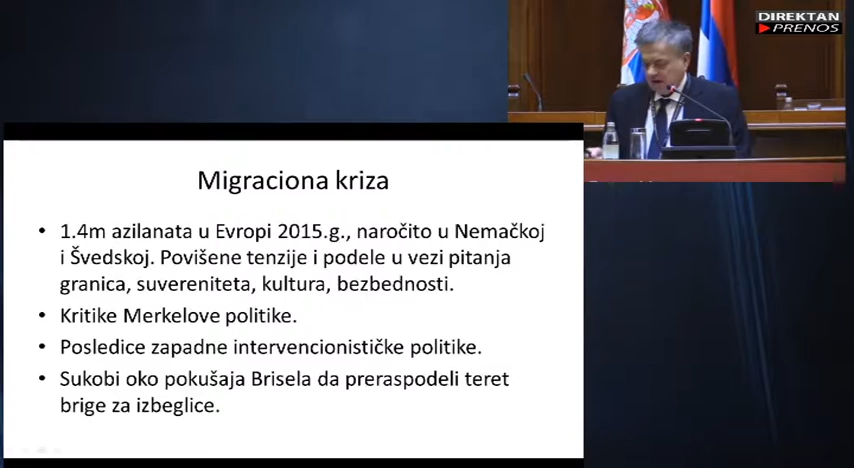 DIREKTAN
PRENOS
Migraciona kriza
• 1.4m azilanata u Evropi 2015.g., naročito u Nemačkoj
i Švedskoj. Povišene tenzije i podele u vezi pitanja
granica, suvereniteta, kultura, bezbednosti.
• Kritike Merkelove politike.
• Posledice zapadne intervencionističke politike.
• Sukobi oko pokušaja Brisela da preraspodeli teret
brige za izbeglice.